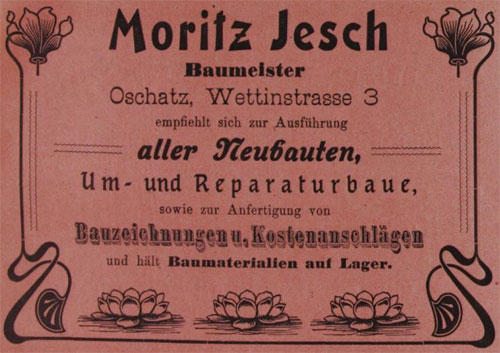 Moritz Jesch
Baumeister
Oschatz, Wettinstrasse 3
empfiehlt sich zur Ausführung
aller Neubauten,
Um- und Reparaturbaue,
sowie zur Anfertigung von
Bauzeichnungen u. Kostenanschlägen
und hält Baumaterialien auf Lager.